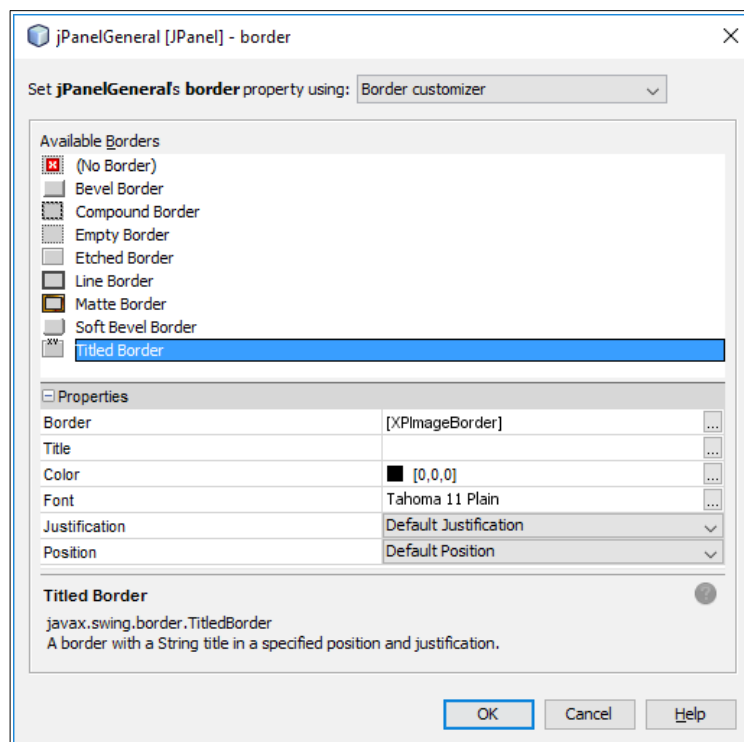 jPanelGeneral [JPanel] - border
Set jPanelGeneral's border property using: Border customizer
Available Borders
(No Border)
Bevel Border
Compound Border
Empty Border
Etched Border
Line Border
Matte Border
Soft Bevel Border
XY Titled Border
Properties
Border [XPImageBorder] ...
Title ...
Color [0,0,0] ...
Font Tahoma 11 Plain ...
Justification Default Justification
Position Default Position
Titled Border ?
javax.swing.border.TitledBorder
A border with a String title in a specified position and justification.
OK Cancel Help